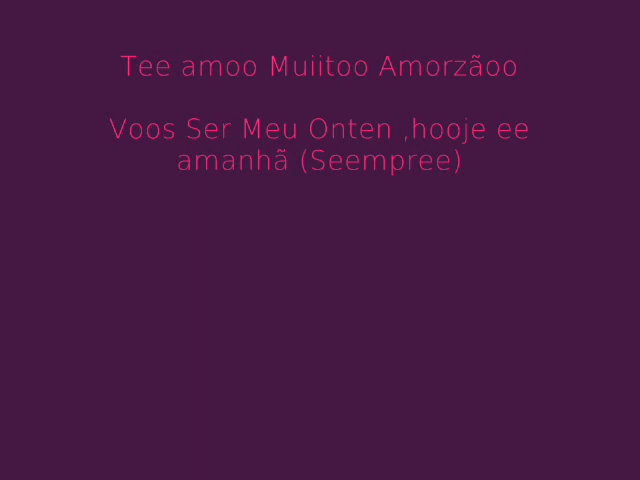 Tee amoo Muiitoo Amorzãoo
Voos Ser Meu Onten ,hooje ee
amanhã (Seempree)